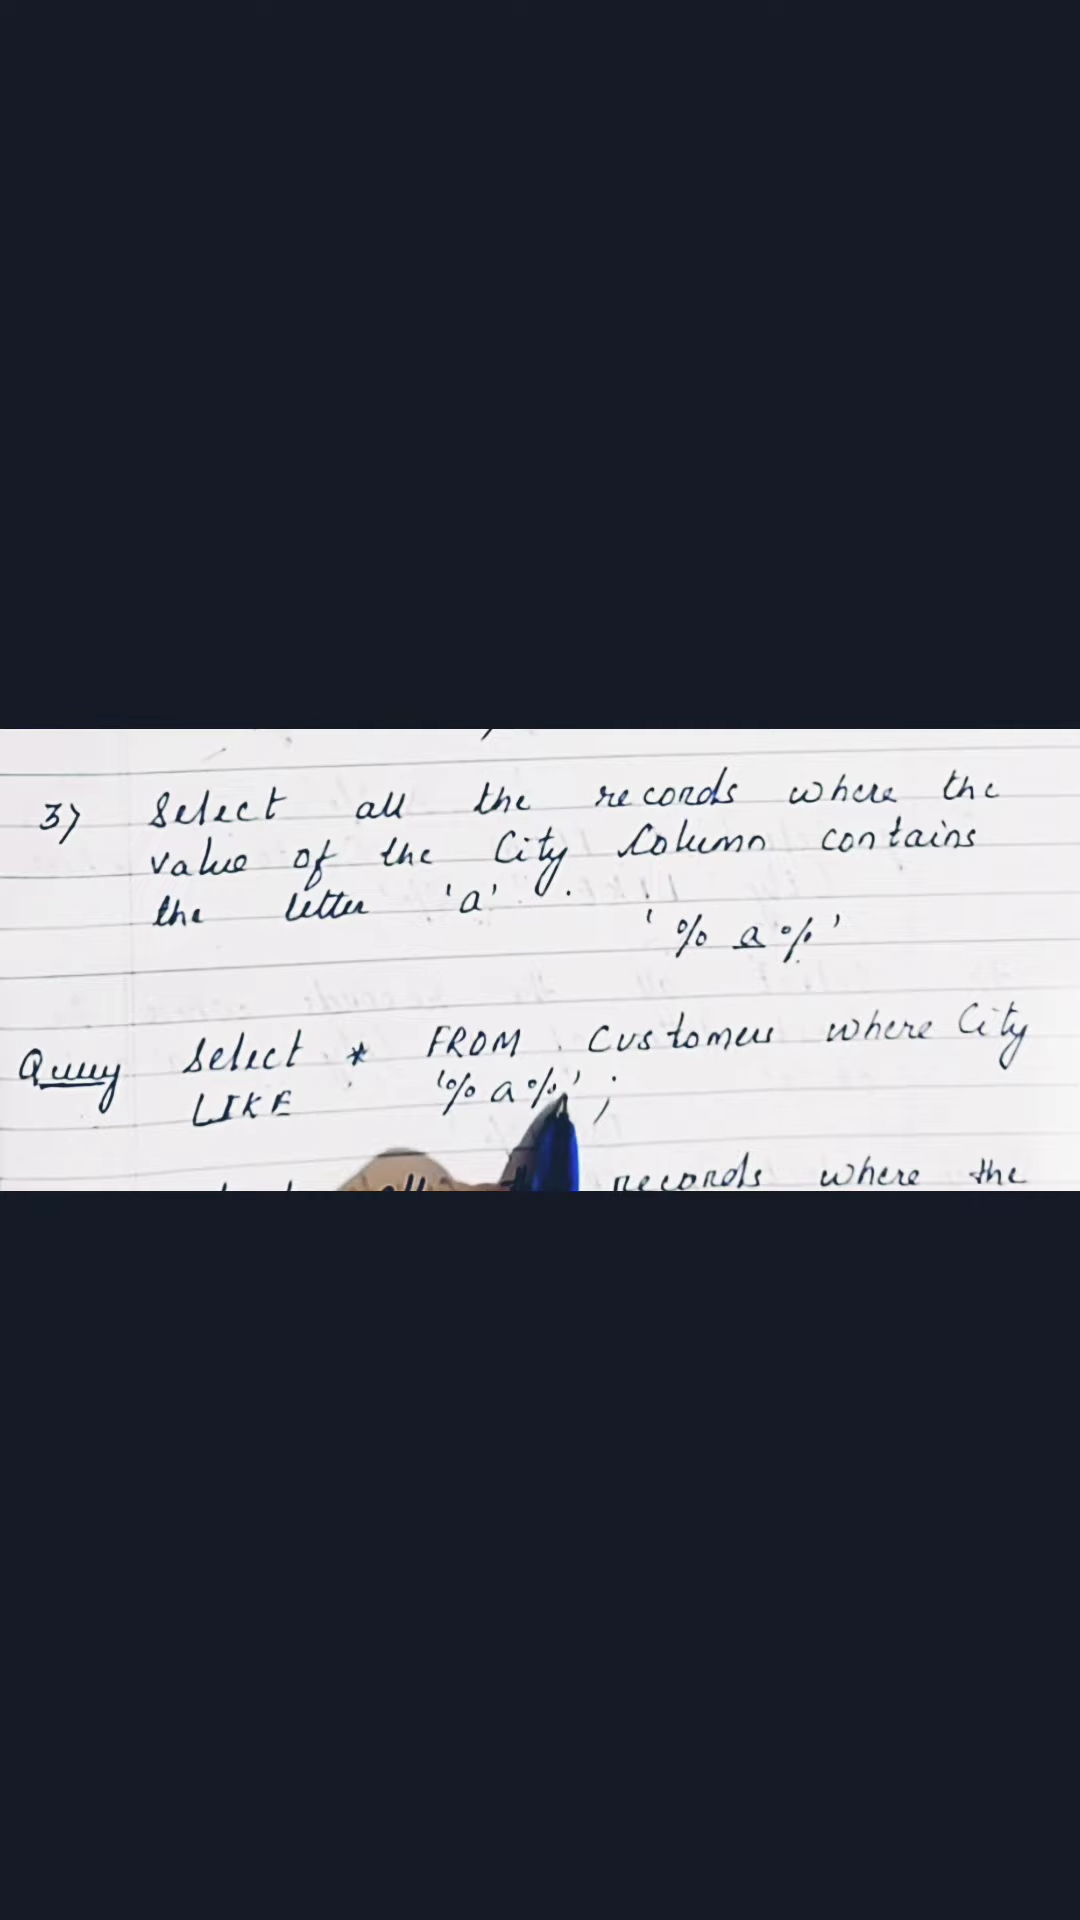 3) Select all the records where the
value of the City Column contains
the letter 'a'.
'% a %'
Query Select * FROM Customers where City
LIKE '% a %' ;
records where the